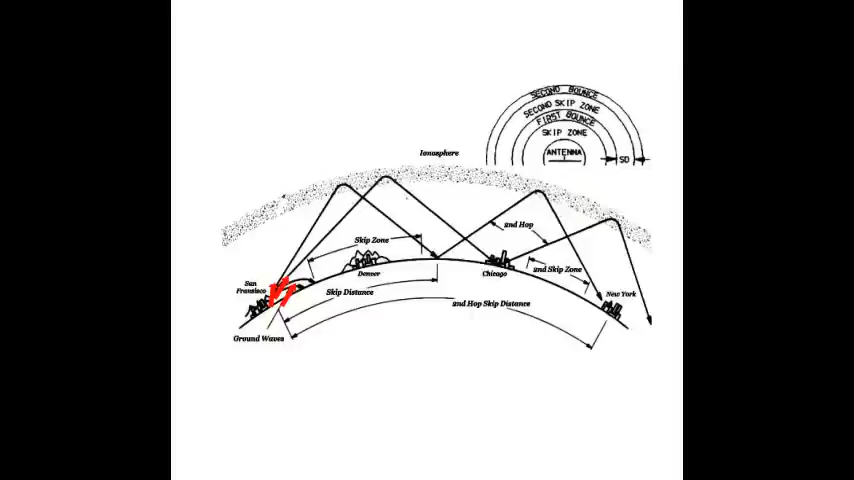 SECOND BOUNCE
SECOND SKIP ZONE
FIRST BOUNCE
SKIP ZONE
ANTENNA
SD
Ionosphere
2nd Hop
Skip Zone
Denver
Chicago
2nd Skip Zone
San
Fransisco
Skip Distance
New York
2nd Hop Skip Distance
Ground Waves